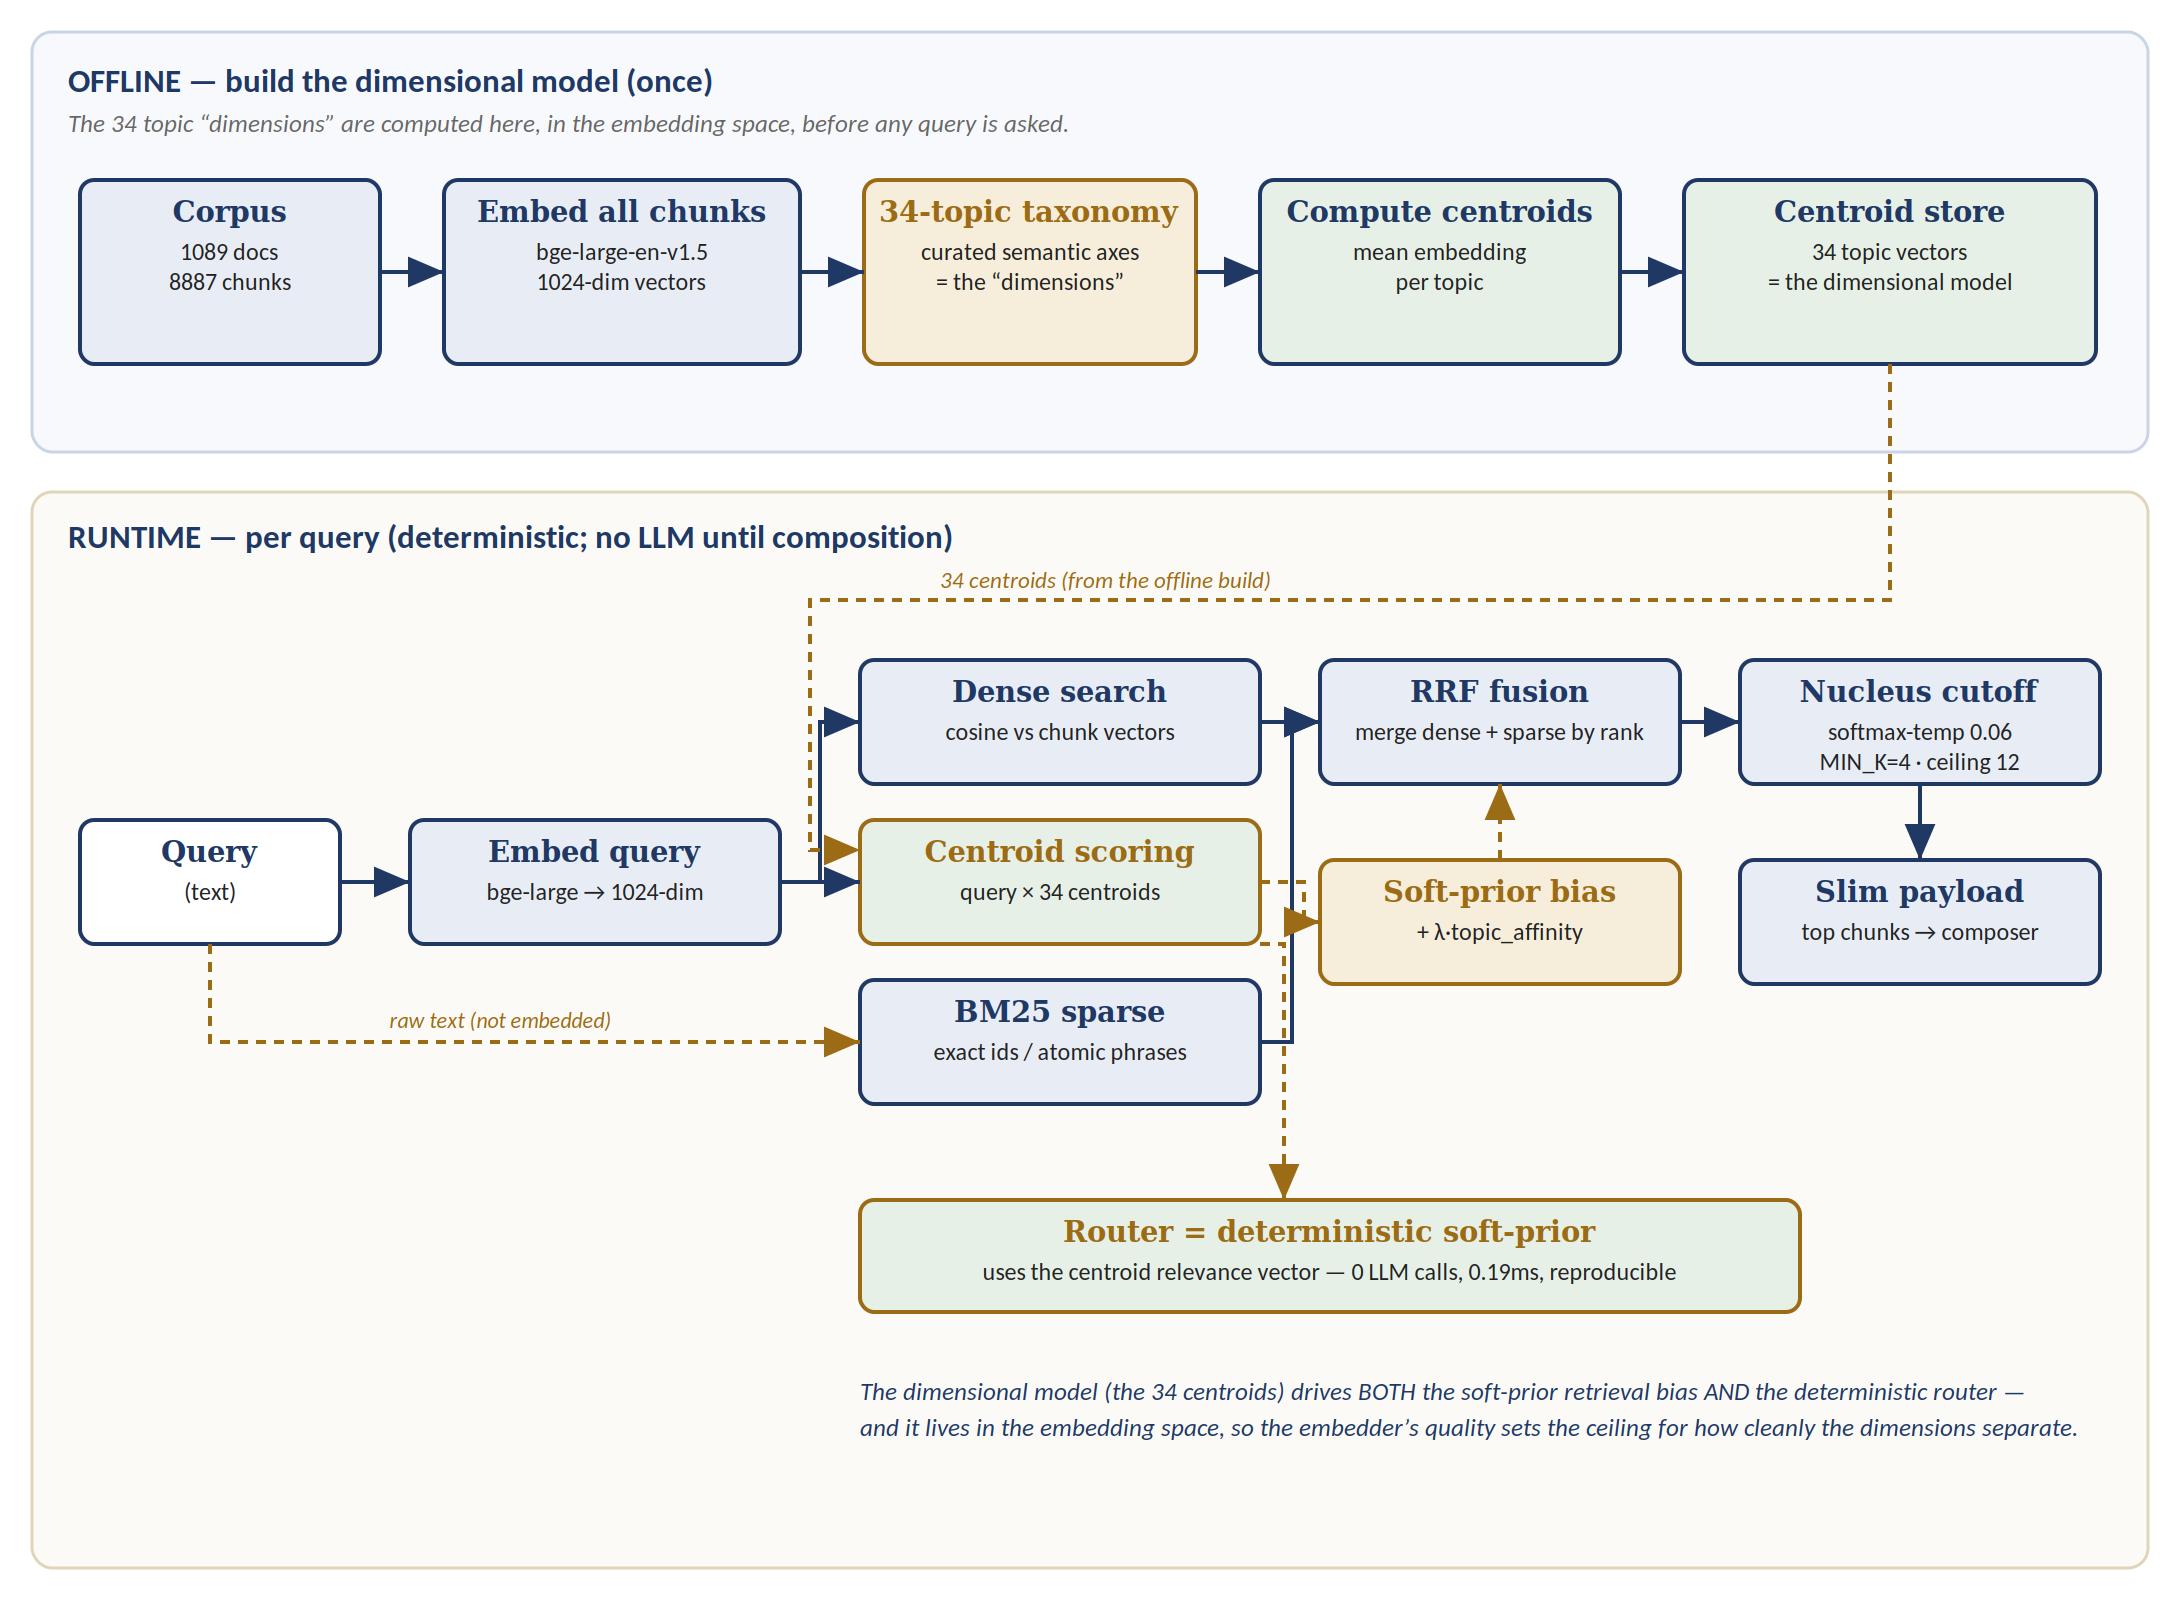 OFFLINE — build the dimensional model (once)
The 34 topic “dimensions” are computed here, in the embedding space, before any query is asked.
Corpus
1089 docs
8887 chunks
Embed all chunks
bge-large-en-v1.5
1024-dim vectors
34-topic taxonomy
curated semantic axes
= the “dimensions”
Compute centroids
mean embedding
per topic
Centroid store
34 topic vectors
= the dimensional model
RUNTIME — per query (deterministic; no LLM until composition)
34 centroids (from the offline build)
Dense search
cosine vs chunk vectors
RRF fusion
merge dense + sparse by rank
Nucleus cutoff
softmax-temp 0.06
MIN_K=4 · ceiling 12
Query
(text)
Embed query
bge-large → 1024-dim
Centroid scoring
query × 34 centroids
Soft-prior bias
+ λ·topic_affinity
Slim payload
top chunks → composer
raw text (not embedded)
BM25 sparse
exact ids / atomic phrases
Router = deterministic soft-prior
uses the centroid relevance vector — 0 LLM calls, 0.19ms, reproducible
The dimensional model (the 34 centroids) drives BOTH the soft-prior retrieval bias AND the deterministic router —
and it lives in the embedding space, so the embedder’s quality sets the ceiling for how cleanly the dimensions separate.